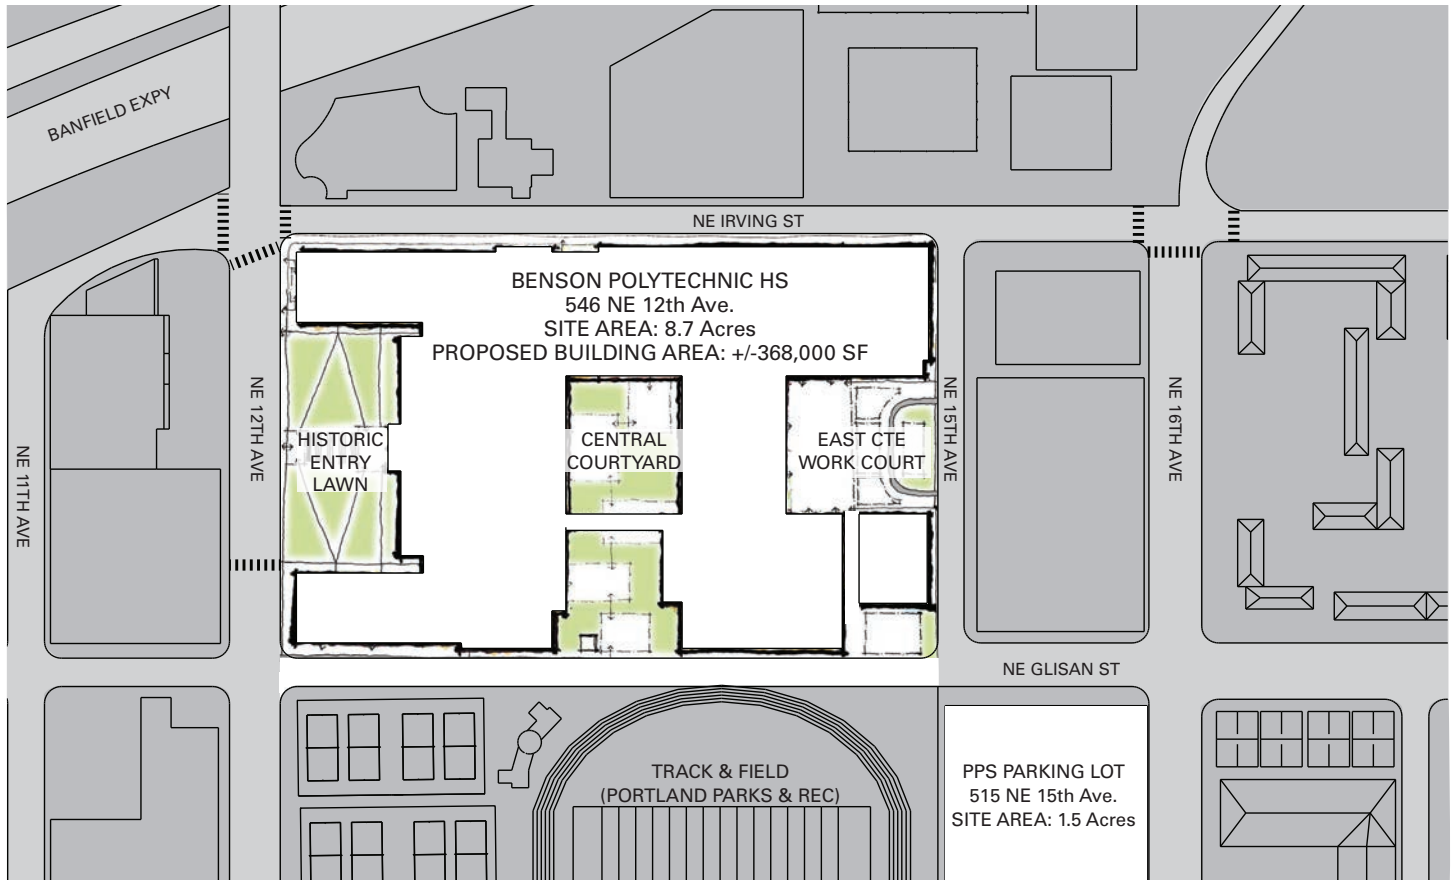 BANFIELD EXPY
NE IRVING ST
BENSON POLYTECHNIC HS
546 NE 12th Ave.
SITE AREA: 8.7 Acres
PROPOSED BUILDING AREA: +/-368,000 SF
NE 11TH AVE
NE 12TH AVE
HISTORIC
ENTRY
LAWN
CENTRAL
COURTYARD
EAST CTE
WORK COURT
NE 15TH AVE
NE 16TH AVE
NE GLISAN ST
TRACK & FIELD
(PORTLAND PARKS & REC)
PPS PARKING LOT
515 NE 15th Ave.
SITE AREA: 1.5 Acres